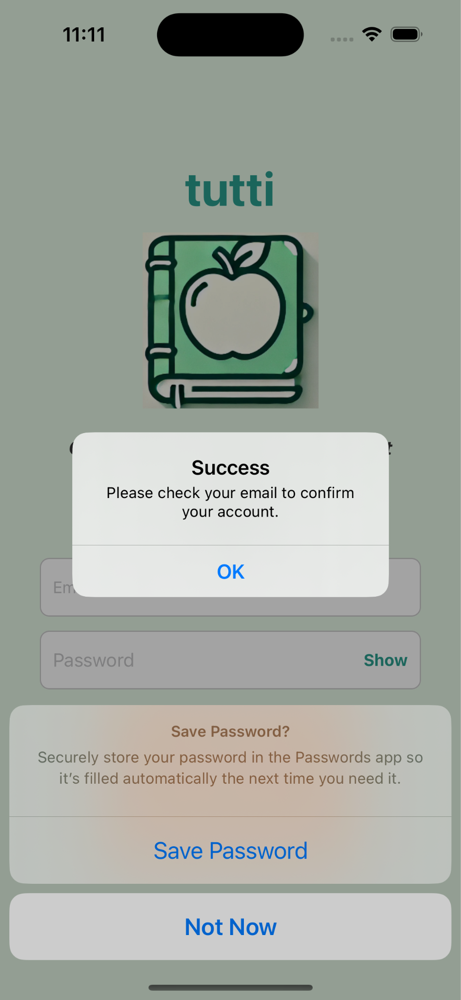 11:11
tutti
Success
Please check your email to confirm
your account.
OK
Password
Show
Save Password?
Securely store your password in the Passwords app so
it’s filled automatically the next time you need it.
Save Password
Not Now